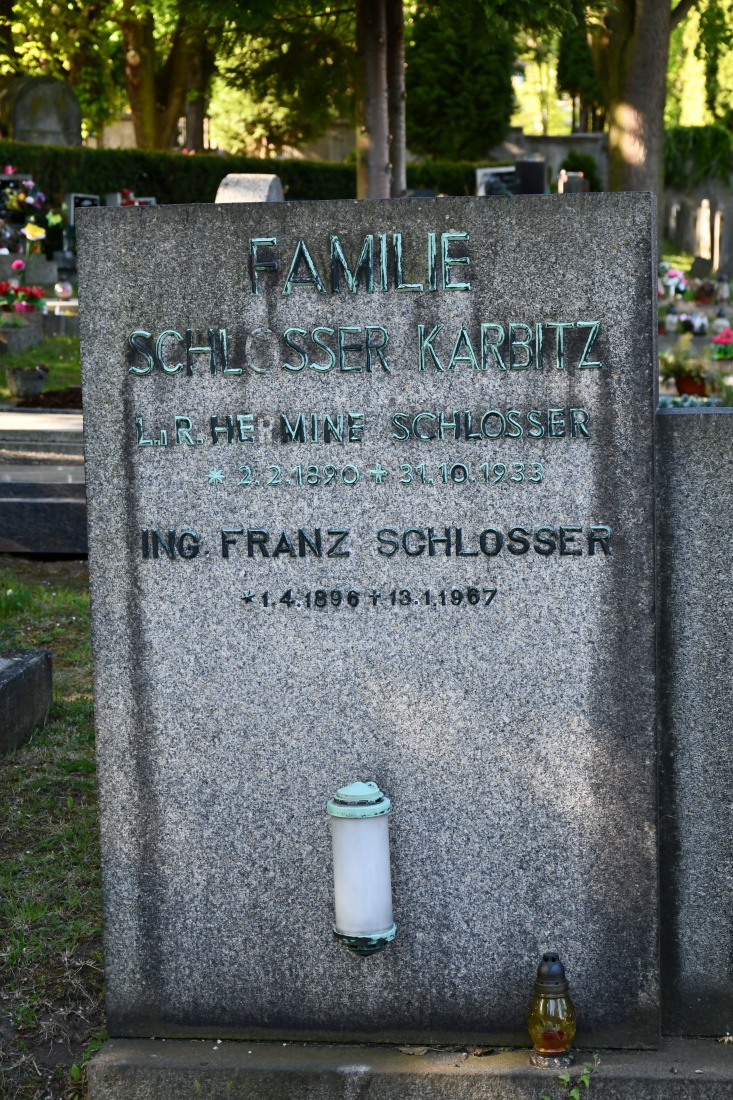 FAMILIE
SCHLOSSER KARBITZ
L.i R. HERMINE SCHLOSSER
* 2.2.1890 † 31.10.1933
ING. FRANZ SCHLOSSER
* 1.4.1896 † 13.1.1967